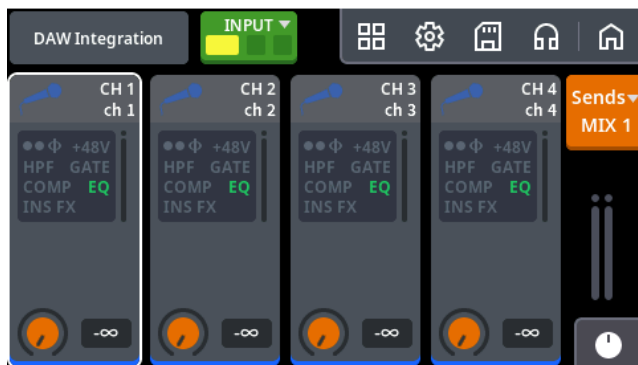 DAW Integration
INPUT
CH 1
ch 1
CH 2
ch 2
CH 3
ch 3
CH 4
ch 4
Sends
MIX 1
+48V
HPF GATE
COMP EQ
INS FX
+48V
HPF GATE
COMP EQ
INS FX
+48V
HPF GATE
COMP EQ
INS FX
+48V
HPF GATE
COMP EQ
INS FX
-∞
-∞
-∞
-∞